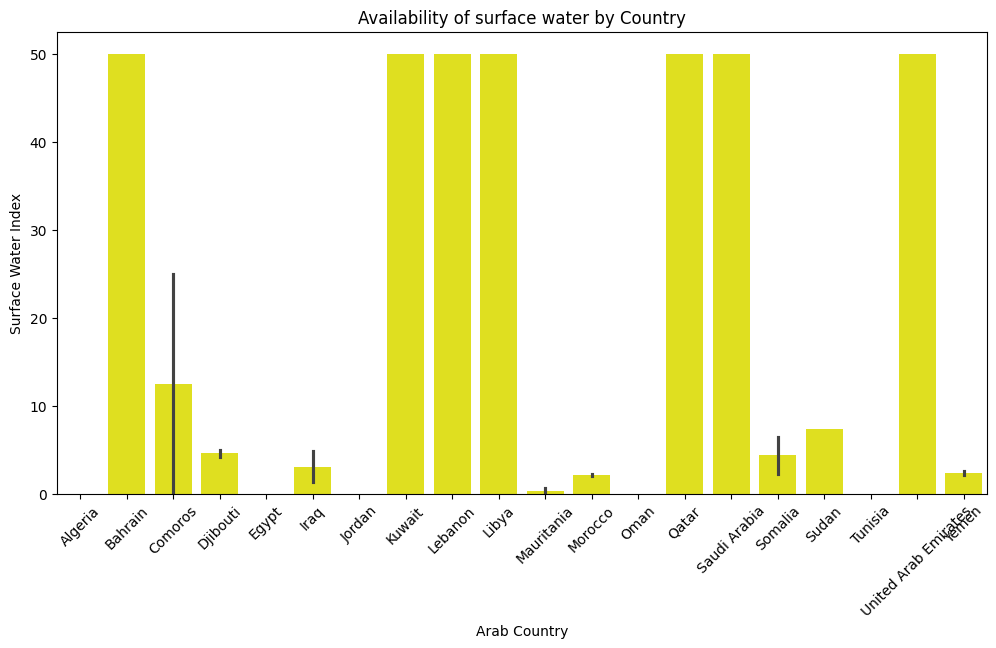 Availability of surface water by Country
Surface Water Index
50
40
30
20
10
0
Algeria
Bahrain
Comoros
Djibouti
Egypt
Iraq
Jordan
Kuwait
Lebanon
Libya
Mauritania
Morocco
Oman
Qatar
Saudi Arabia
Somalia
Sudan
Tunisia
United Arab Emirates
Yemen
Arab Country